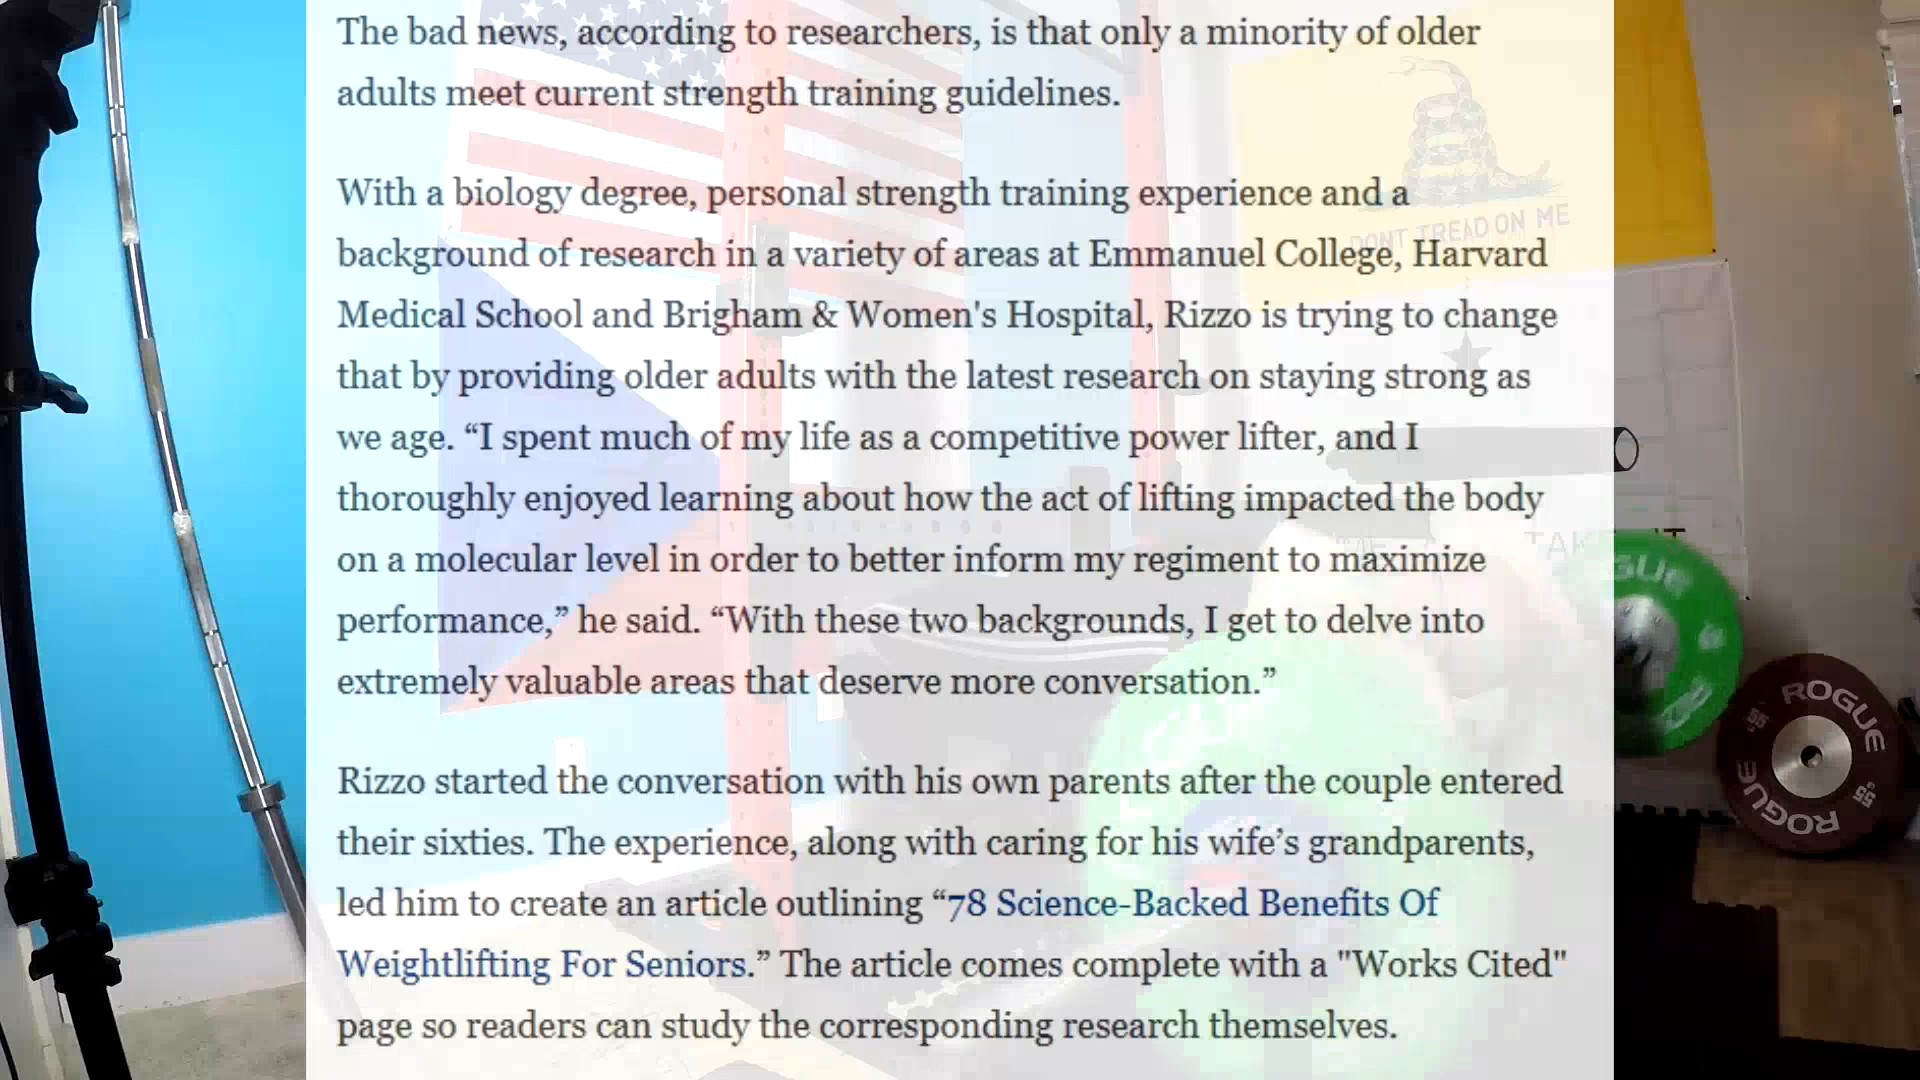 The bad news, according to researchers, is that only a minority of older
adults meet current strength training guidelines.
With a biology degree, personal strength training experience and a
background of research in a variety of areas at Emmanuel College, Harvard
Medical School and Brigham & Women's Hospital, Rizzo is trying to change
that by providing older adults with the latest research on staying strong as
we age. “I spent much of my life as a competitive power lifter, and I
thoroughly enjoyed learning about how the act of lifting impacted the body
on a molecular level in order to better inform my regiment to maximize
performance,” he said. “With these two backgrounds, I get to delve into
extremely valuable areas that deserve more conversation.”
Rizzo started the conversation with his own parents after the couple entered
their sixties. The experience, along with caring for his wife’s grandparents,
led him to create an article outlining “78 Science-Backed Benefits Of
Weightlifting For Seniors.” The article comes complete with a "Works Cited"
page so readers can study the corresponding research themselves.
DONT TREAD ON ME
ROGUE
55
55
ROGUE